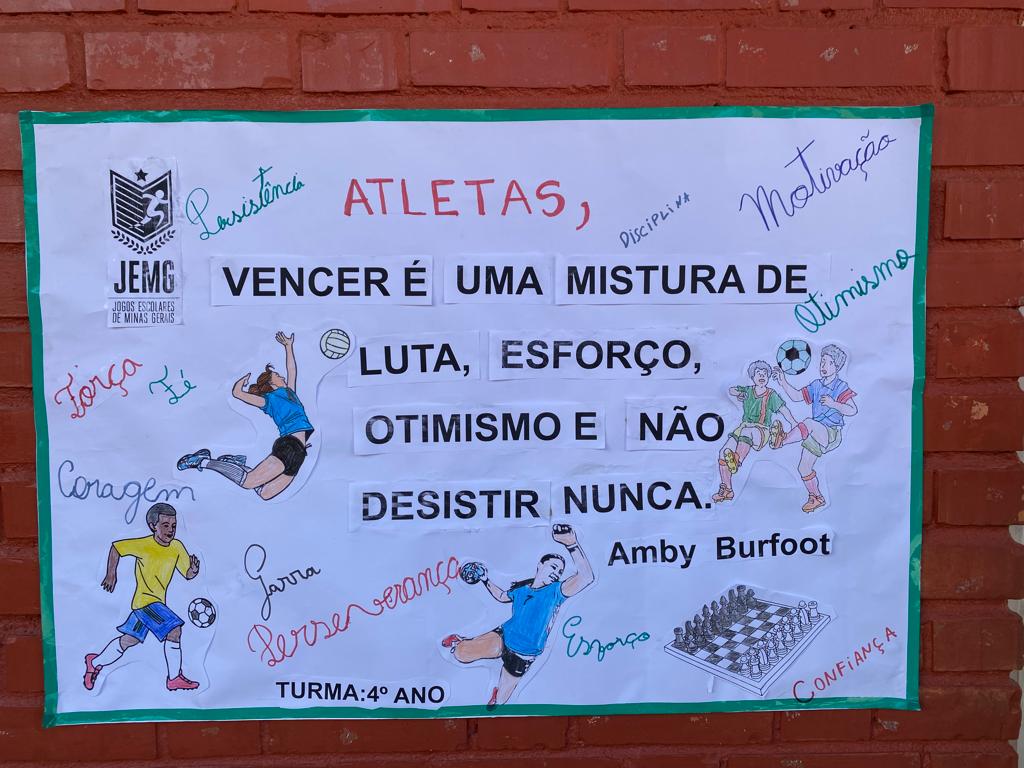 Persistência
ATLETAS,
DISCIPLINA
Motivação
JEMG
JOGOS ESCOLARES
DE MINAS GERAIS
VENCER É UMA MISTURA DE
Otimismo
LUTA, ESFORÇO,
Força
Fé
OTIMISMO E NÃO
Coragem
DESISTIR NUNCA.
Amby Burfoot
Garra
Perseverança
Esforço
CONFiANÇA
TURMA:4º ANO